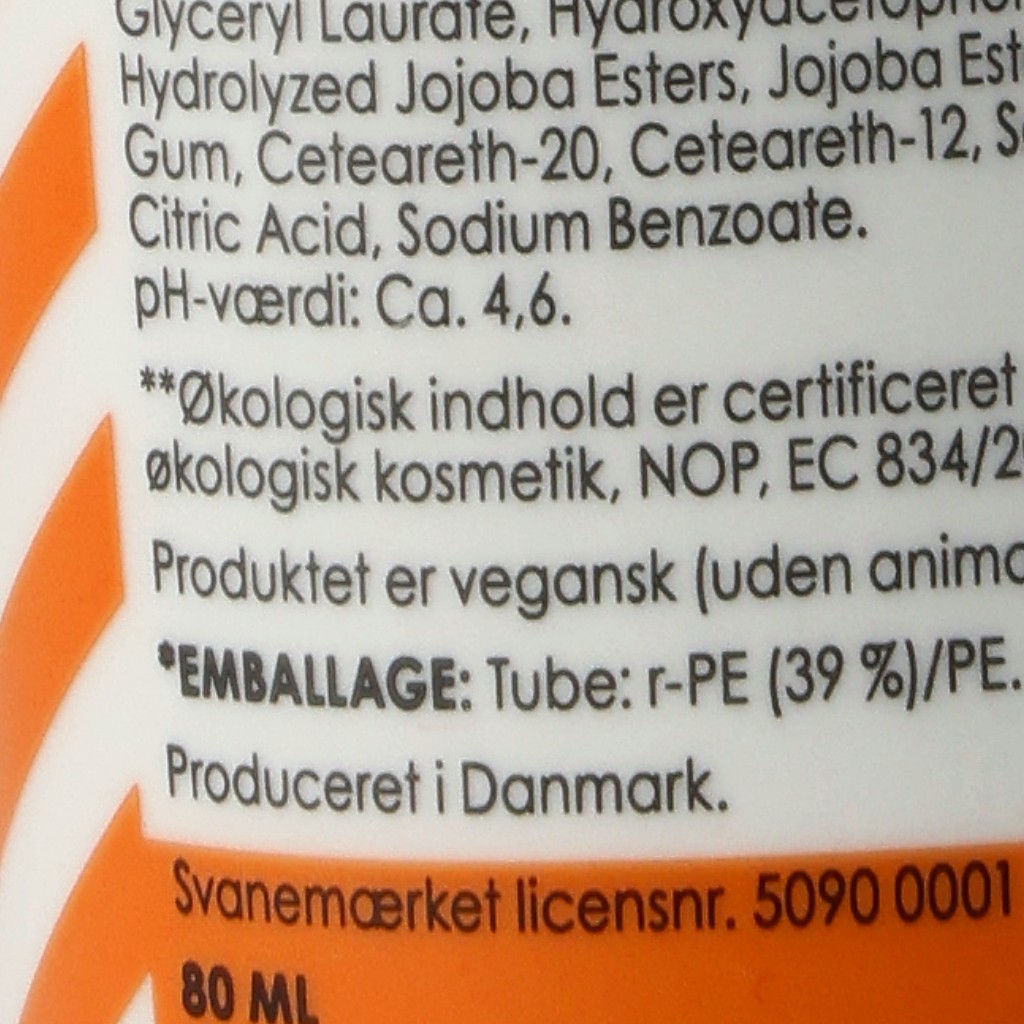 Glyceryl Laurate,
Hydrolyzed Jojoba Esters, Jojoba
Gum, Ceteareth-20, Ceteareth-12,
Citric Acid, Sodium Benzoate.
pH-værdi: Ca. 4,6.
**Økologisk indhold er certificeret
økologisk kosmetik, NOP, EC
Produktet er vegansk (uden
*EMBALLAGE: Tube: r-PE (39 %)/PE.
Produceret i Danmark.
Svanemærket licensnr. 5090 0001
80 ML